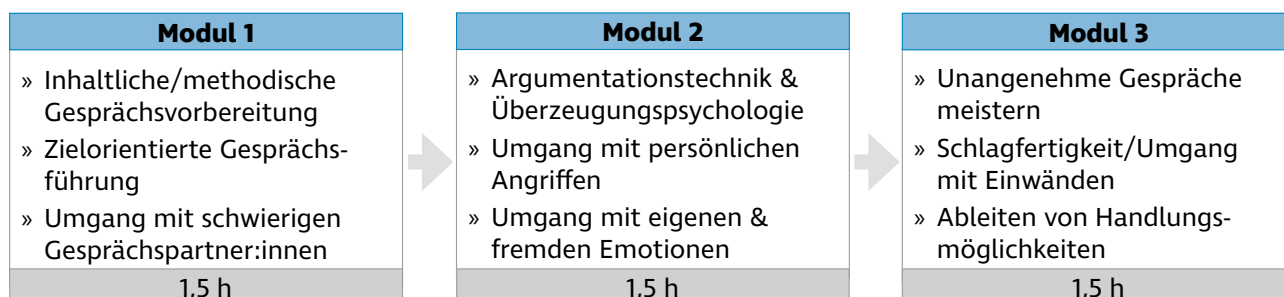 Modul 1
» Inhaltliche/methodische
Gesprächsvorbereitung
» Zielorientierte Gesprächs-
führung
» Umgang mit schwierigen
Gesprächspartner:innen
1,5 h
Modul 2
» Argumentationstechnik &
Überzeugungspsychologie
» Umgang mit persönlichen
Angriffen
» Umgang mit eigenen &
fremden Emotionen
1,5 h
Modul 3
» Unangenehme Gespräche
meistern
» Schlagfertigkeit/Umgang
mit Einwänden
» Ableiten von Handlungs-
möglichkeiten
1,5 h